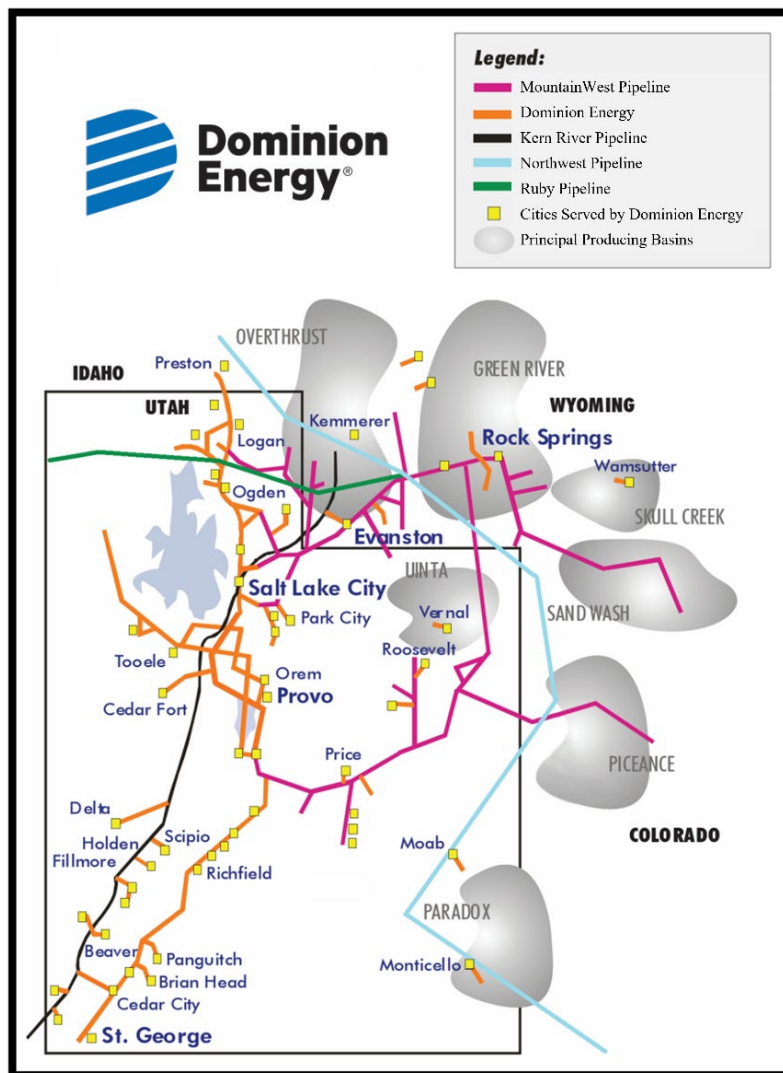 Legend:
MountainWest Pipeline
Dominion Energy
Kern River Pipeline
Northwest Pipeline
Ruby Pipeline
Cities Served by Dominion Energy
Principal Producing Basins
Dominion
Energy®
OVERTHRUST
Preston
GREEN RIVER
IDAHO
UTAH
WYOMING
Kemmerer
Logan
Rock Springs
Wamsutter
Ogden
SKULL CREEK
Evanston
UINTA
Salt Lake City
Vernal
SAND WASH
Park City
Roosevelt
Tooele
Orem
Provo
Cedar Fort
Price
PICEANCE
Delta
Scipio
Holden
Fillmore
COLORADO
Moab
Richfield
PARADOX
Beaver
Panguitch
Monticello
Brian Head
Cedar City
St. George